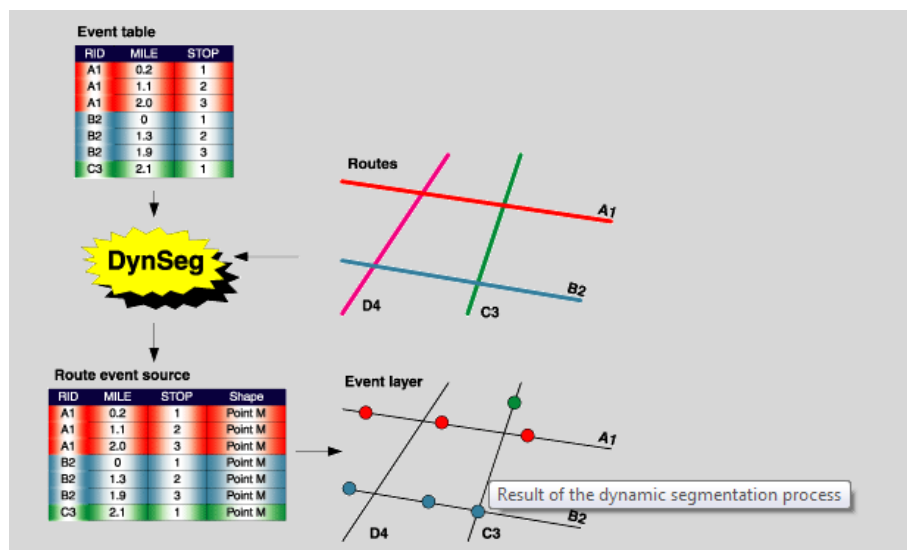 Event table
RID MILE STOP
A1 0.2 1
A1 1.1 2
A1 2.0 3
B2 0 1
B2 1.3 2
B2 1.9 3
C3 2.1 1
Routes
A1
B2
D4
C3
DynSeg
Route event source
RID MILE STOP Shape
A1 0.2 1 Point M
A1 1.1 2 Point M
A1 2.0 3 Point M
B2 0 1 Point M
B2 1.3 2 Point M
B2 1.9 3 Point M
C3 2.1 1 Point M
Event layer
A1
Result of the dynamic segmentation process
B2
D4
C3